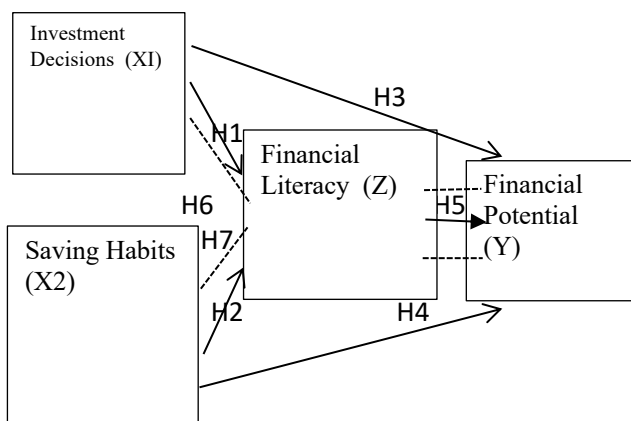 Investment
Decisions (XI)
H3
H1
Financial
Literacy (Z)
Financial
Potential
(Y)
H6
H5
H7
Saving Habits
(X2)
H2
H4